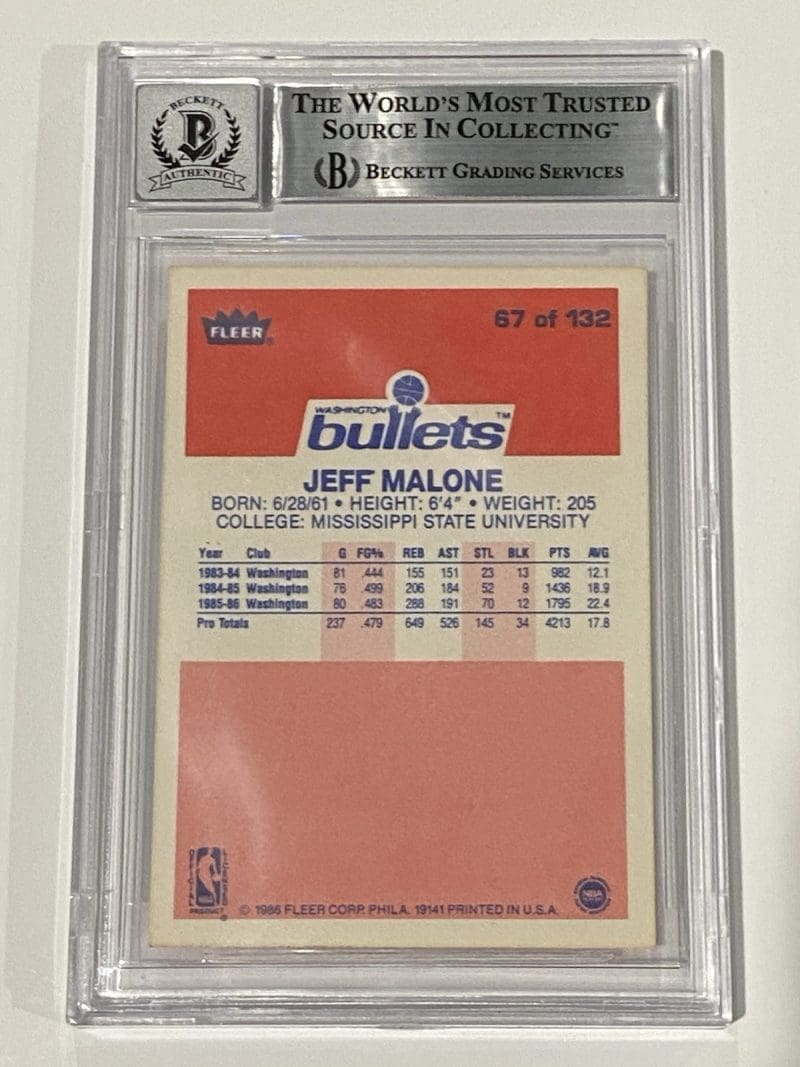 BECKETT
B
AUTHENTIC
THE WORLD'S MOST TRUSTED
SOURCE IN COLLECTING™
B BECKETT GRADING SERVICES
FLEER®
67 of 132
WASHINGTON
bullets™
JEFF MALONE
BORN: 6/28/61 • HEIGHT: 6'4" • WEIGHT: 205
COLLEGE: MISSISSIPPI STATE UNIVERSITY
Year Club G FG% REB AST STL BLK PTS AVG
1983-84 Washington 81 .444 155 151 23 13 982 12.1
1984-85 Washington 76 .499 206 184 52 9 1436 18.9
1985-86 Washington 80 .483 288 191 70 12 1795 22.4
Pro Totals 237 .479 649 526 145 34 4213 17.8
OFFICIAL LICENSED
PRODUCT
NBA
© 1986 FLEER CORP. PHILA. 19141 PRINTED IN U.S.A.